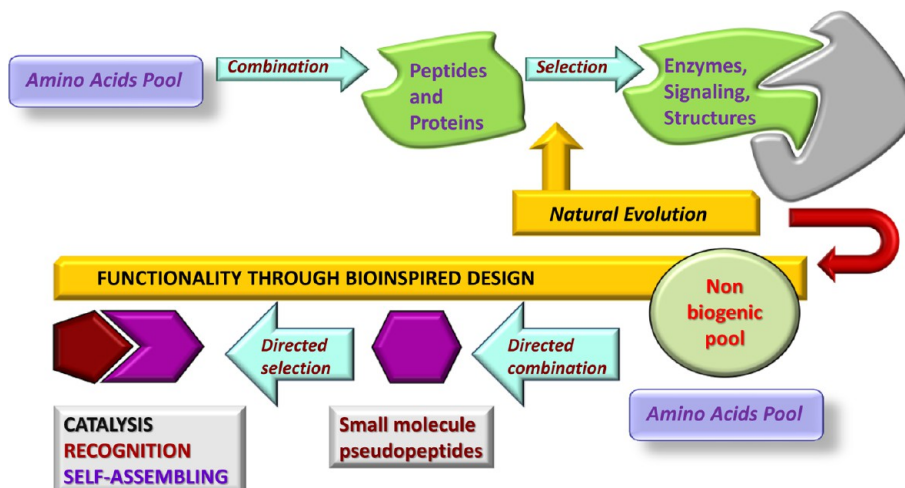 Amino Acids Pool
Combination
Peptides
and
Proteins
Selection
Enzymes,
Signaling,
Structures
Natural Evolution
FUNCTIONALITY THROUGH BIOINSPIRED DESIGN
Non
biogenic
pool
Directed
selection
Directed
combination
Amino Acids Pool
CATALYSIS
RECOGNITION
SELF-ASSEMBLING
Small molecule
pseudopeptides